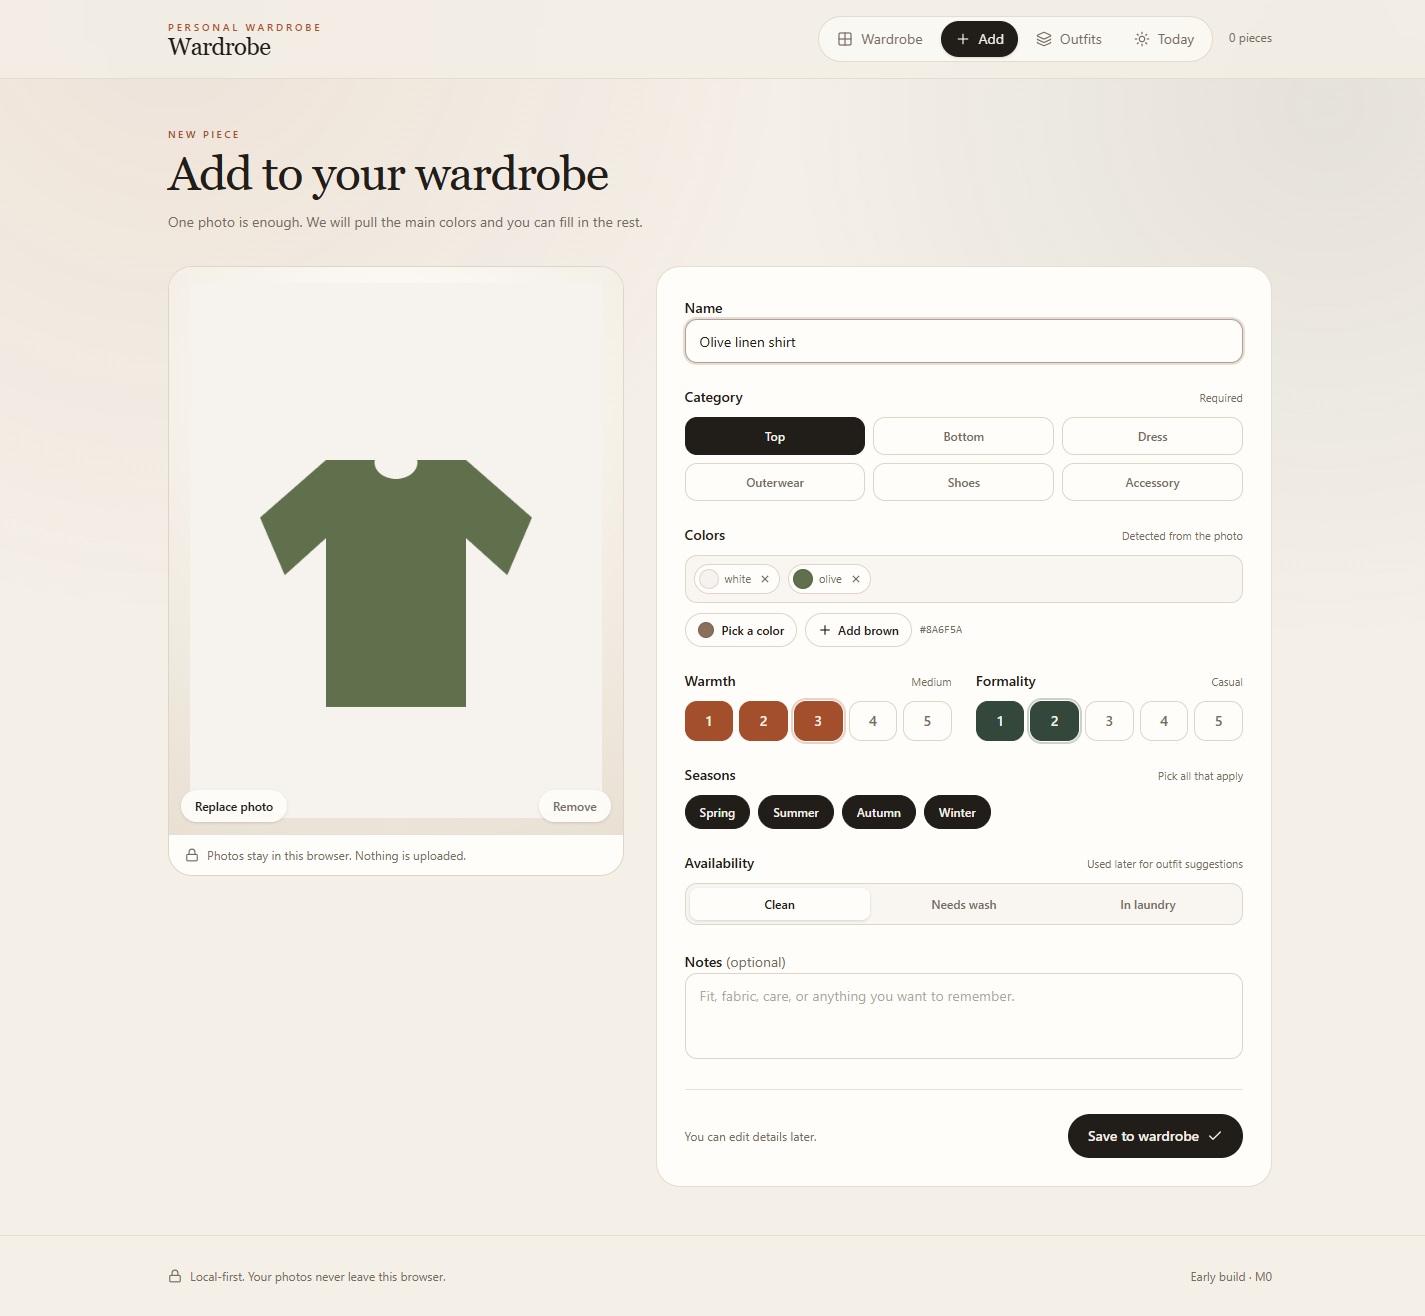 PERSONAL WARDROBE
Wardrobe
Wardrobe
Add
Outfits
Today
0 pieces
NEW PIECE
Add to your wardrobe
One photo is enough. We will pull the main colors and you can fill in the rest.
Replace photo
Remove
Photos stay in this browser. Nothing is uploaded.
Name
Olive linen shirt
Category
Required
Top
Bottom
Dress
Outerwear
Shoes
Accessory
Colors
Detected from the photo
white
olive
Pick a color
Add brown
#8A6F5A
Warmth
Medium
1
2
3
4
5
Formality
Casual
1
2
3
4
5
Seasons
Pick all that apply
Spring
Summer
Autumn
Winter
Availability
Used later for outfit suggestions
Clean
Needs wash
In laundry
Notes (optional)
Fit, fabric, care, or anything you want to remember.
You can edit details later.
Save to wardrobe
Local-first. Your photos never leave this browser.
Early build · M0